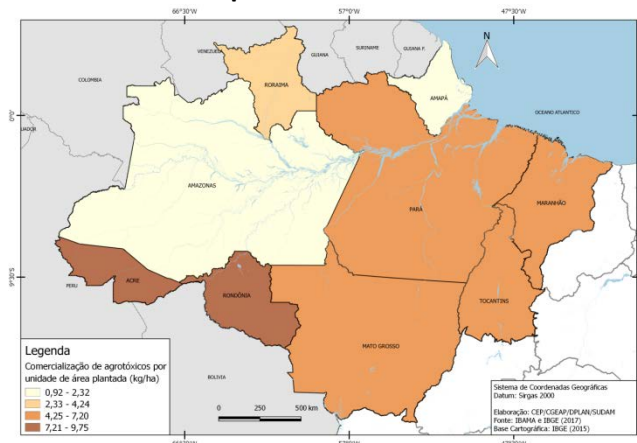 66°30'W 57°0'W 47°30'W
VENEZUELA
GUIANA
SURINAME
GUIANA F.
COLOMBIA
RORAIMA
N
AMAPÁ
0°0'
OCEANO ATLANTICO
UADOR
AMAZONAS
PARÁ
MARANHÃO
9°30'S
PERU
ACRE
RONDÔNIA
TOCANTINS
MATO GROSSO
BOLIVIA
Legenda
Comercialização de agrotóxicos por
unidade de área plantada (kg/ha)
0,92 - 2,32
2,33 - 4,24
4,25 - 7,20
7,21 - 9,75
0 250 500 km
Sistema de Coordenadas Geográficas
Datum: Sirgas 2000
Elaboração: CEP/CGEAP/DPLAN/SUDAM
Fonte: IBAMA e IBGE (2017)
Base Cartográfica: IBGE (2015)